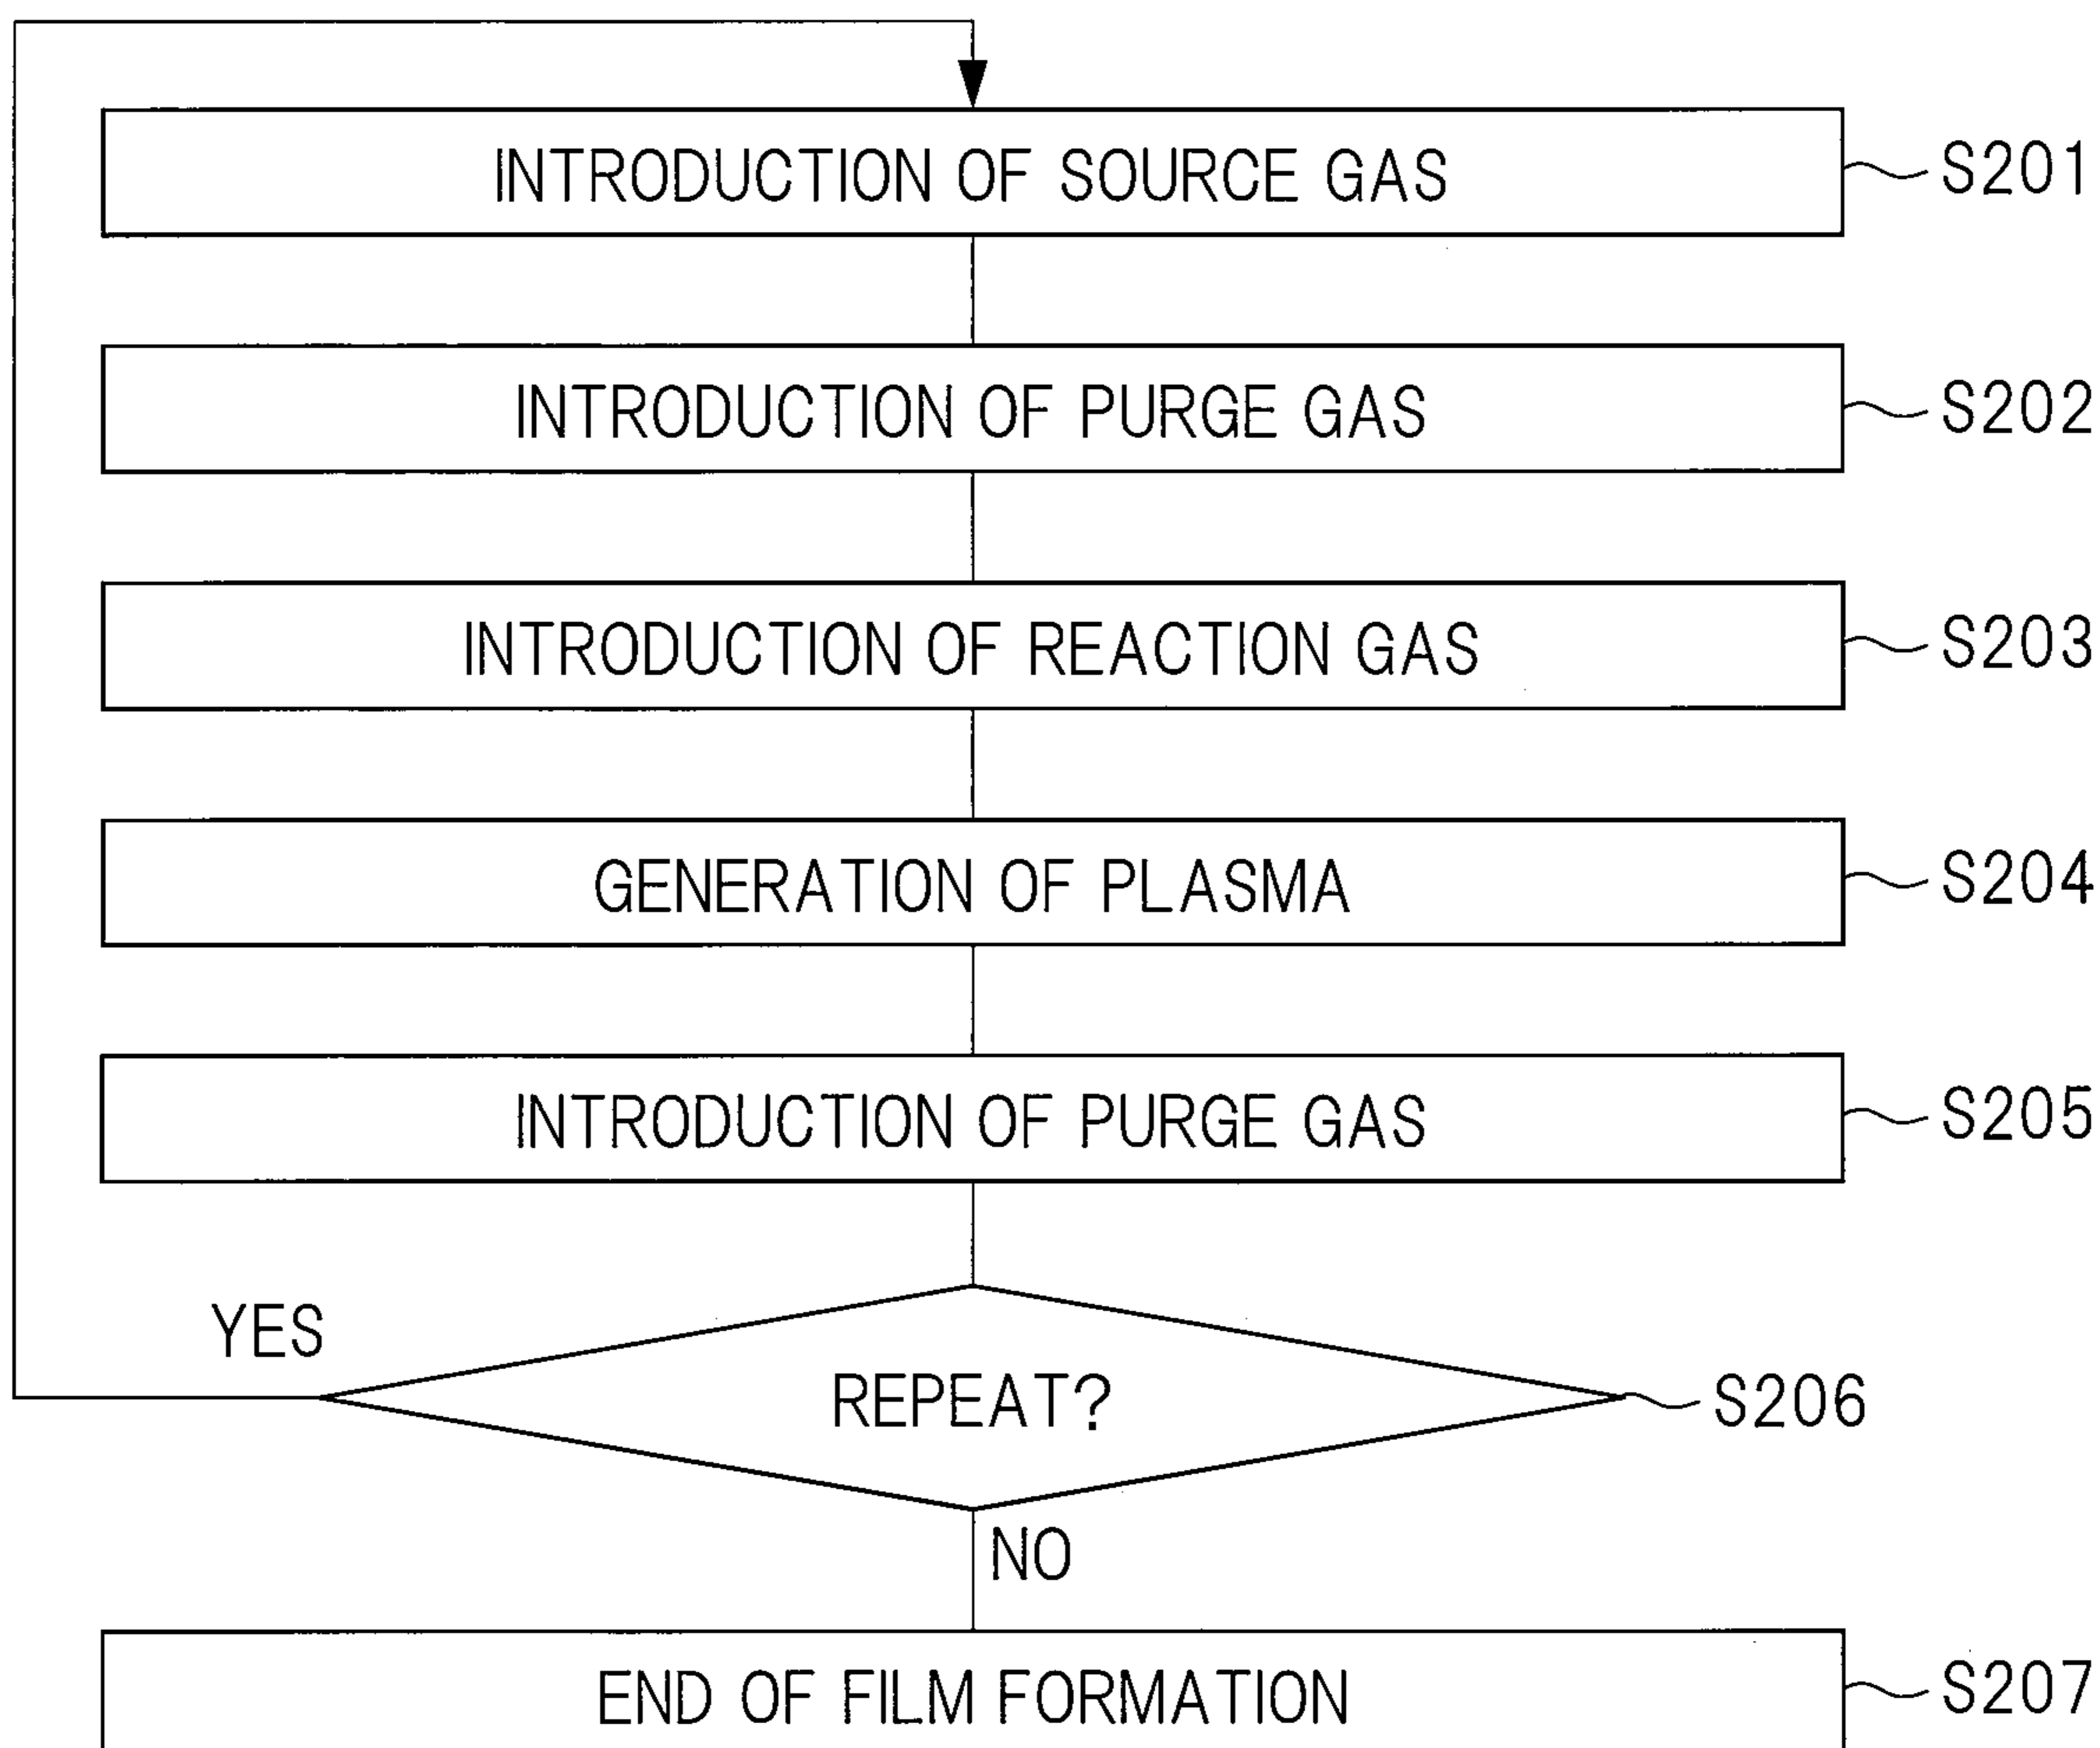 INTRODUCTION OF SOURCE GAS S201
INTRODUCTION OF PURGE GAS S202
INTRODUCTION OF REACTION GAS S203
GENERATION OF PLASMA S204
INTRODUCTION OF PURGE GAS S205
YES
REPEAT? S206
NO
END OF FILM FORMATION S207